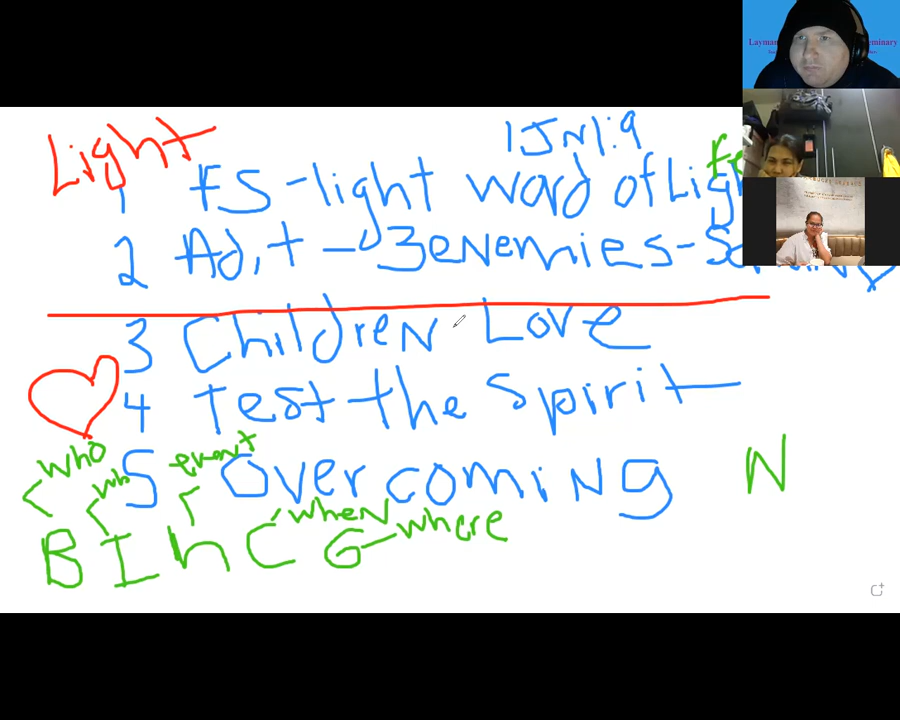 Layman
eminary
Light
1JN1:9
1 FS-light word of Ligh
2 Ad,t - 3enemies-
3 Children Love
4 Test the spirit
who
event
5 Overcoming N
when
where
B I h C G